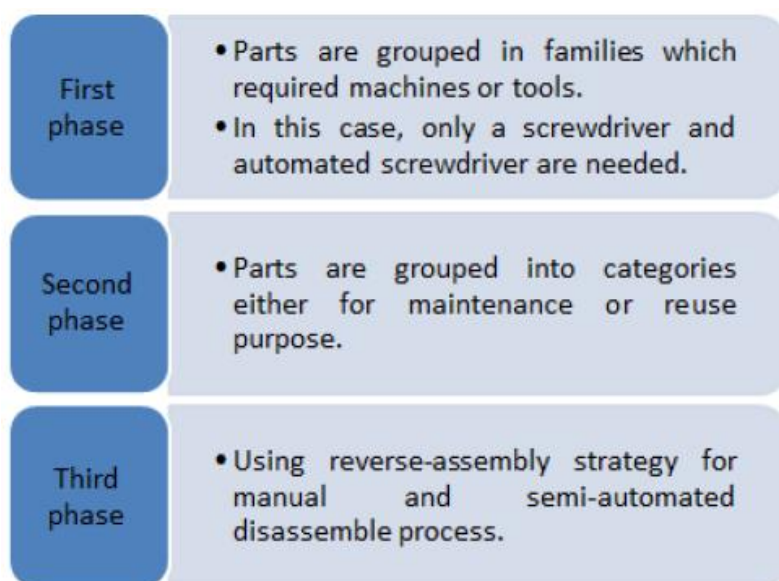 First
phase
• Parts are grouped in families which
required machines or tools.
• In this case, only a screwdriver and
automated screwdriver are needed.
Second
phase
• Parts are grouped into categories
either for maintenance or reuse
purpose.
Third
phase
• Using reverse-assembly strategy for
manual and semi-automated
disassemble process.